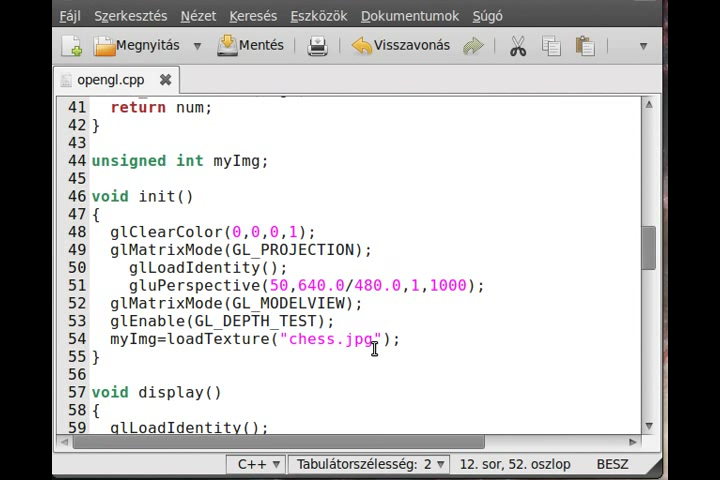 Fájl Szerkesztés Nézet Keresés Eszközök Dokumentumok Súgó
Megnyitás Mentés Visszavonás
opengl.cpp
41 return num;
42 }
43
44 unsigned int myImg;
45
46 void init()
47 {
48 glClearColor(0,0,0,1);
49 glMatrixMode(GL_PROJECTION);
50 glLoadIdentity();
51 gluPerspective(50,640.0/480.0,1,1000);
52 glMatrixMode(GL_MODELVIEW);
53 glEnable(GL_DEPTH_TEST);
54 myImg=loadTexture("chess.jpg");
55 }
56
57 void display()
58 {
59 glLoadIdentity();
C++ Tabulátorszélesség: 2 12. sor, 52. oszlop BESZ